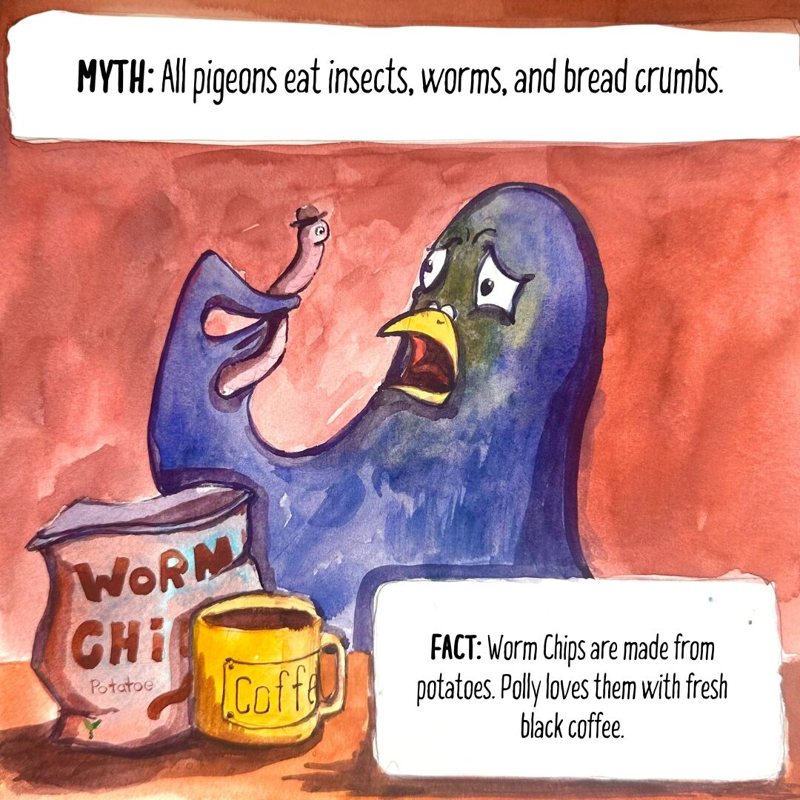 MYTH: All pigeons eat insects, worms, and bread crumbs.
WORM
CHi
Potatoe
Coffe
FACT: Worm Chips are made from
potatoes. Polly loves them with fresh
black coffee.